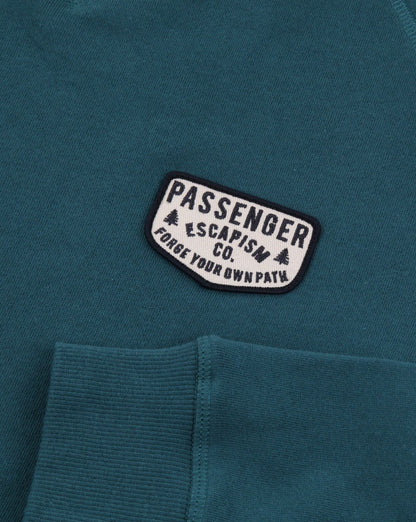 PASSENGER
ESCAPISM
CO.
FORGE YOUR OWN PATH